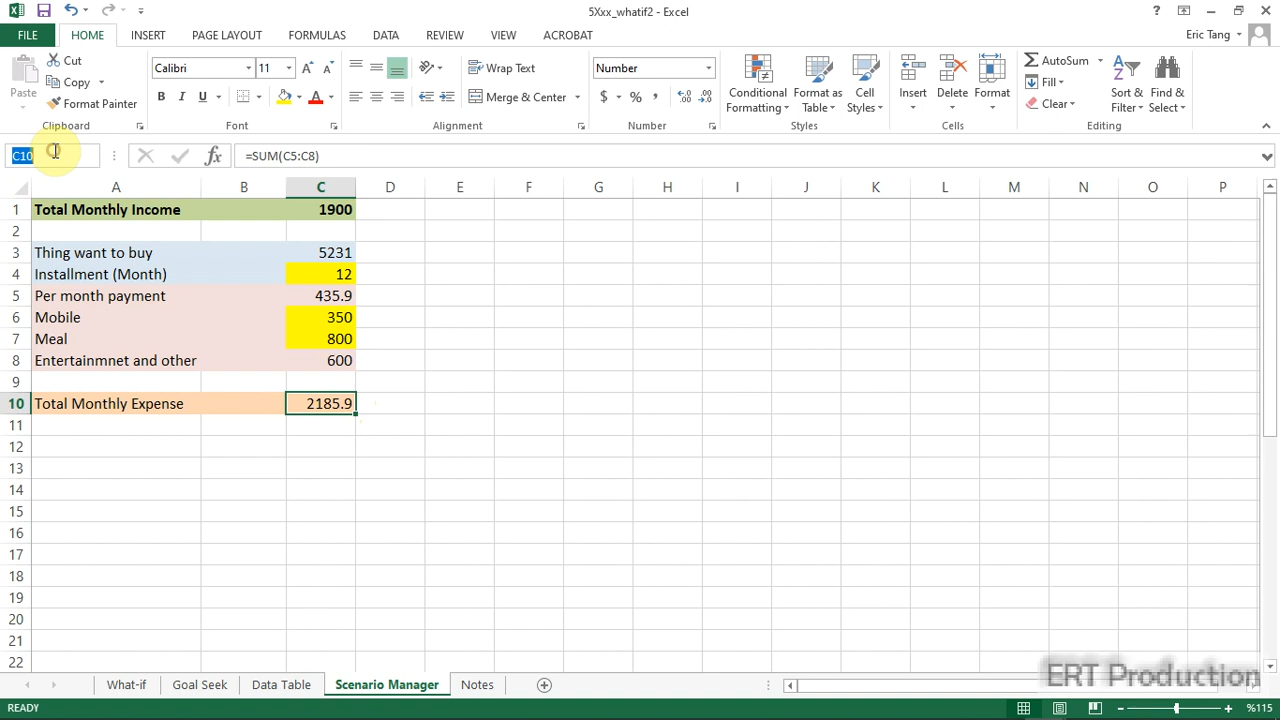 5Xxx_whatif2 - Excel
FILE HOME INSERT PAGE LAYOUT FORMULAS DATA REVIEW VIEW ACROBAT Eric Tang
Paste Cut Copy Format Painter Clipboard
Calibri 11 B I U A Font
Wrap Text Merge & Center Alignment
Number $ % , Number
Conditional Formatting Format as Table Cell Styles Styles
Insert Delete Format Cells
AutoSum Fill Clear Sort & Filter Find & Select Editing
C10 fx =SUM(C5:C8)
A B C D E F G H I J K L M N O P
1 Total Monthly Income 1900
2
3 Thing want to buy 5231
4 Installment (Month) 12
5 Per month payment 435.9
6 Mobile 350
7 Meal 800
8 Entertainmnet and other 600
9
10 Total Monthly Expense 2185.9
11
12
13
14
15
16
17
18
19
20
21
22
What-if Goal Seek Data Table Scenario Manager Notes
ERT Production
READY %115